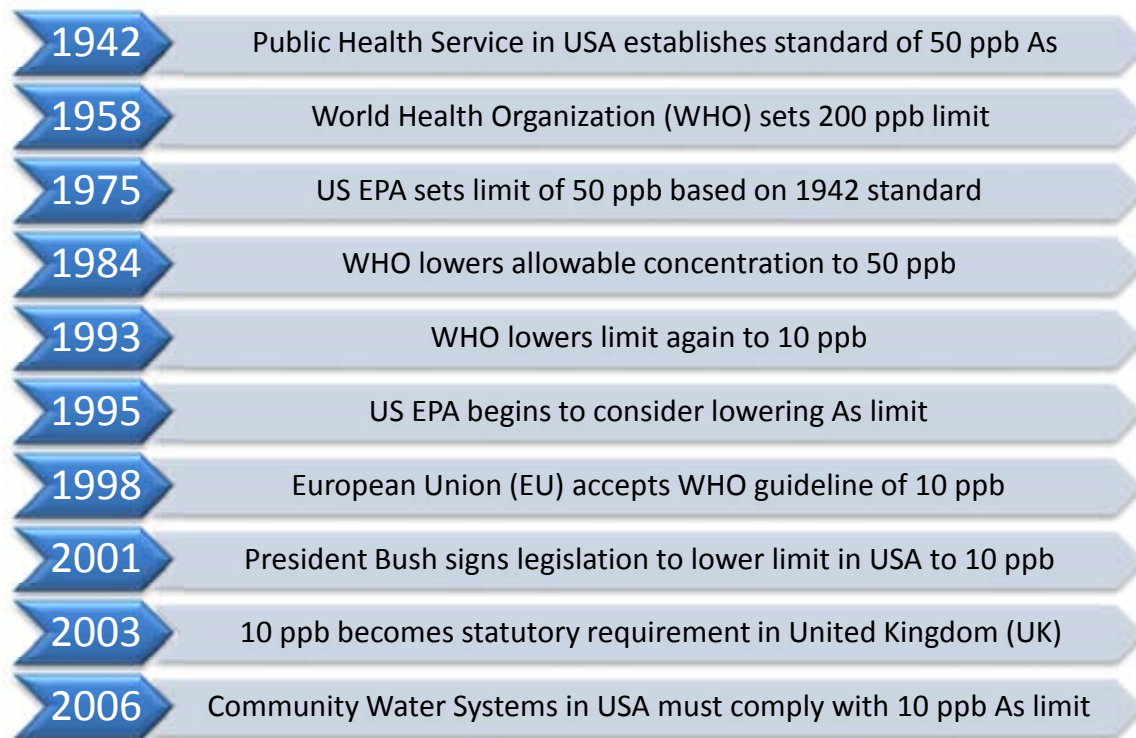 1942 Public Health Service in USA establishes standard of 50 ppb As
1958 World Health Organization (WHO) sets 200 ppb limit
1975 US EPA sets limit of 50 ppb based on 1942 standard
1984 WHO lowers allowable concentration to 50 ppb
1993 WHO lowers limit again to 10 ppb
1995 US EPA begins to consider lowering As limit
1998 European Union (EU) accepts WHO guideline of 10 ppb
2001 President Bush signs legislation to lower limit in USA to 10 ppb
2003 10 ppb becomes statutory requirement in United Kingdom (UK)
2006 Community Water Systems in USA must comply with 10 ppb As limit